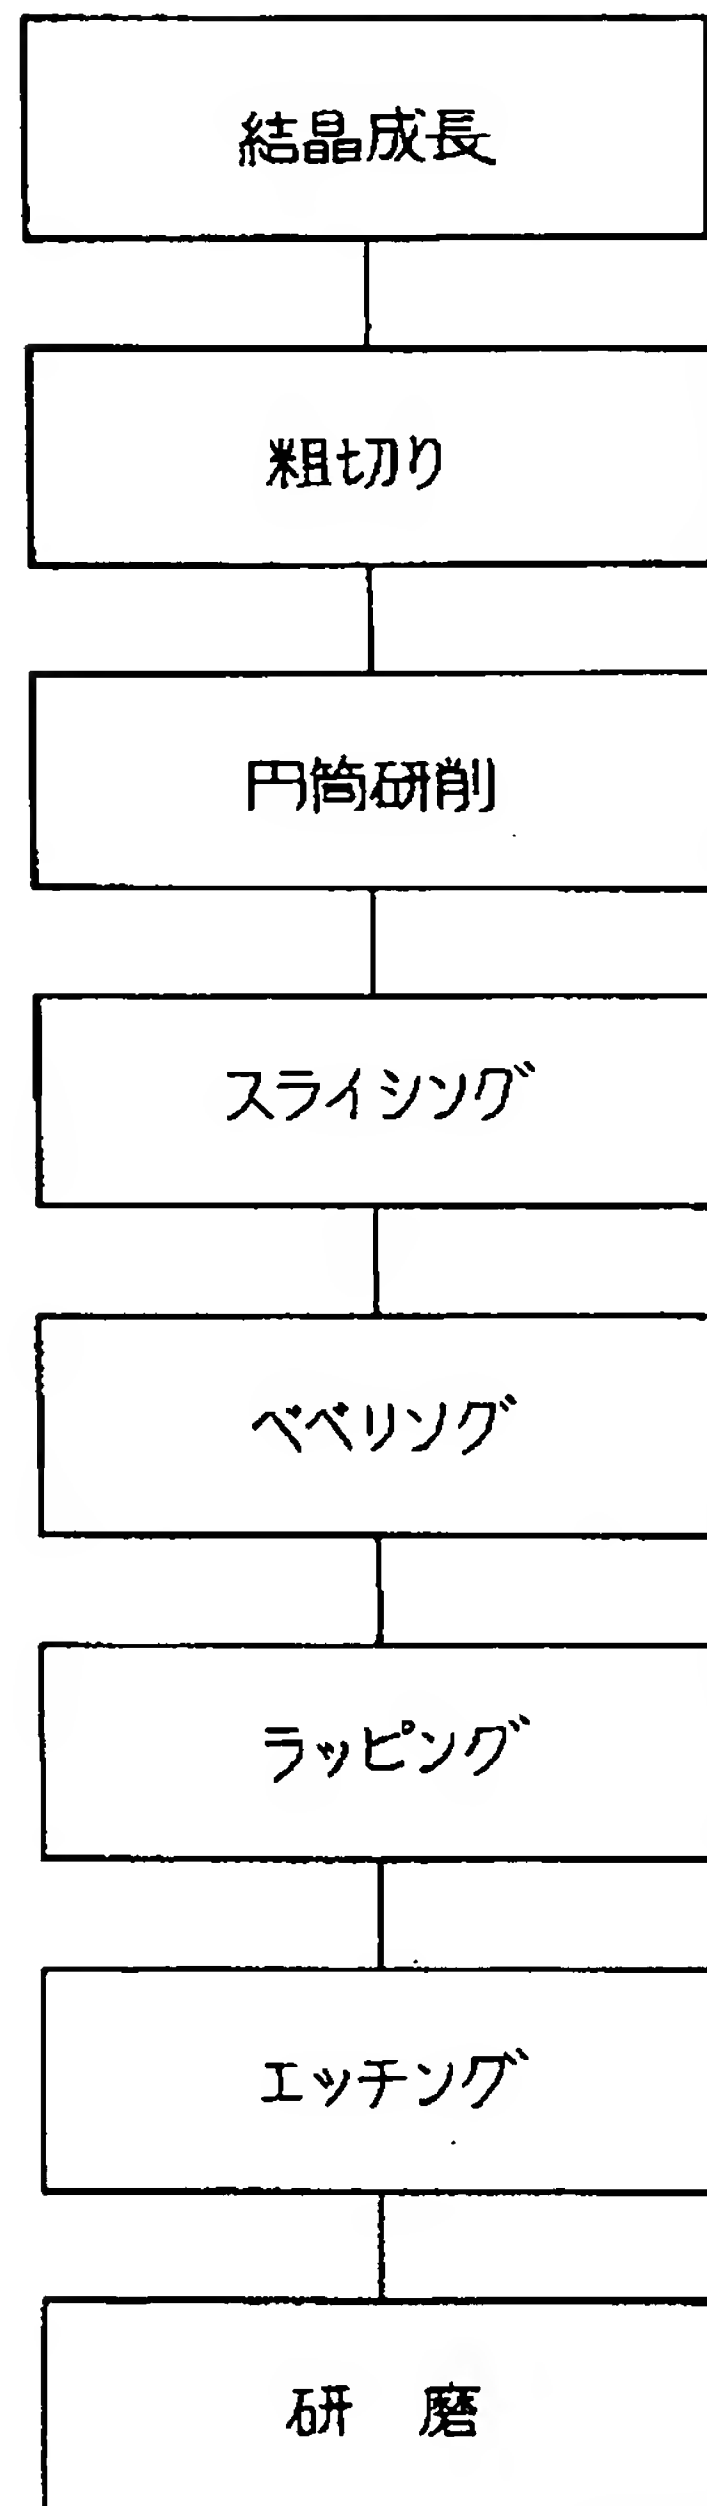 結晶成長
粗切り
円筒研削
スライシング
ベベリング
ラッピング
エッチング
研 磨